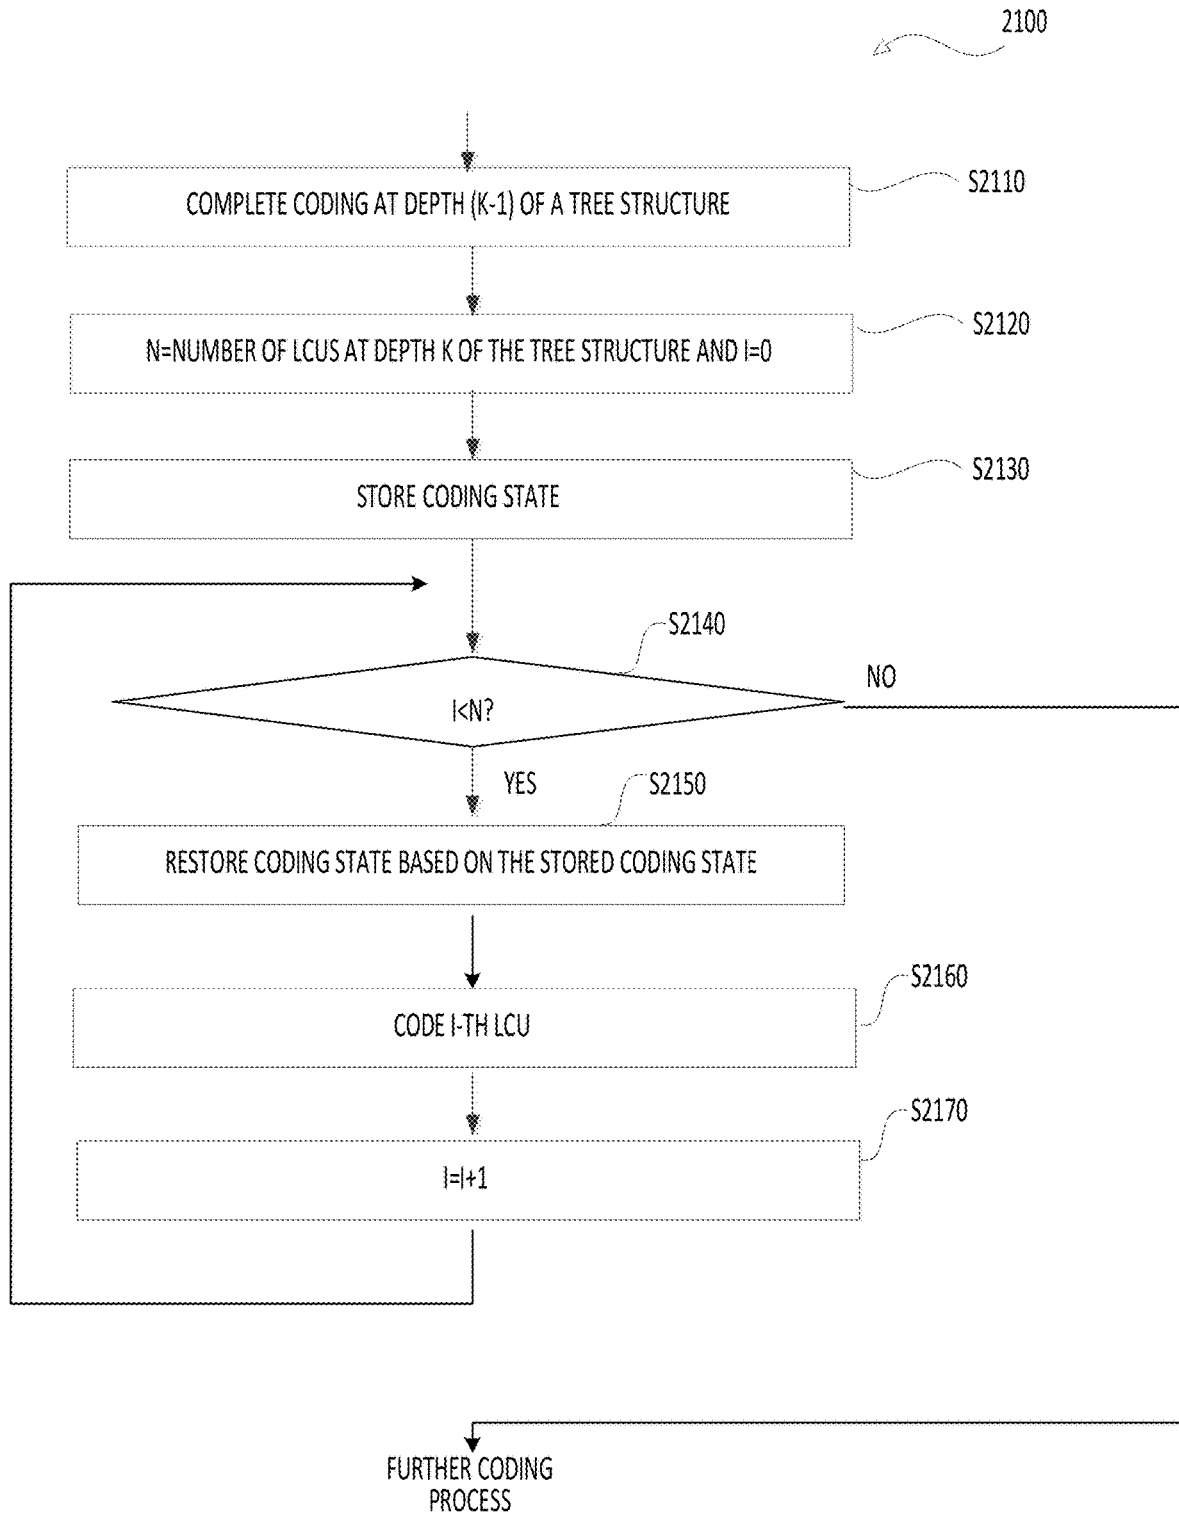 2100
COMPLETE CODING AT DEPTH (K-1) OF A TREE STRUCTURE
S2110
N=NUMBER OF LCUS AT DEPTH K OF THE TREE STRUCTURE AND I=0
S2120
STORE CODING STATE
S2130
S2140
I<N?
NO
YES
S2150
RESTORE CODING STATE BASED ON THE STORED CODING STATE
S2160
CODE I-TH LCU
S2170
I=I+1
FURTHER CODING
PROCESS